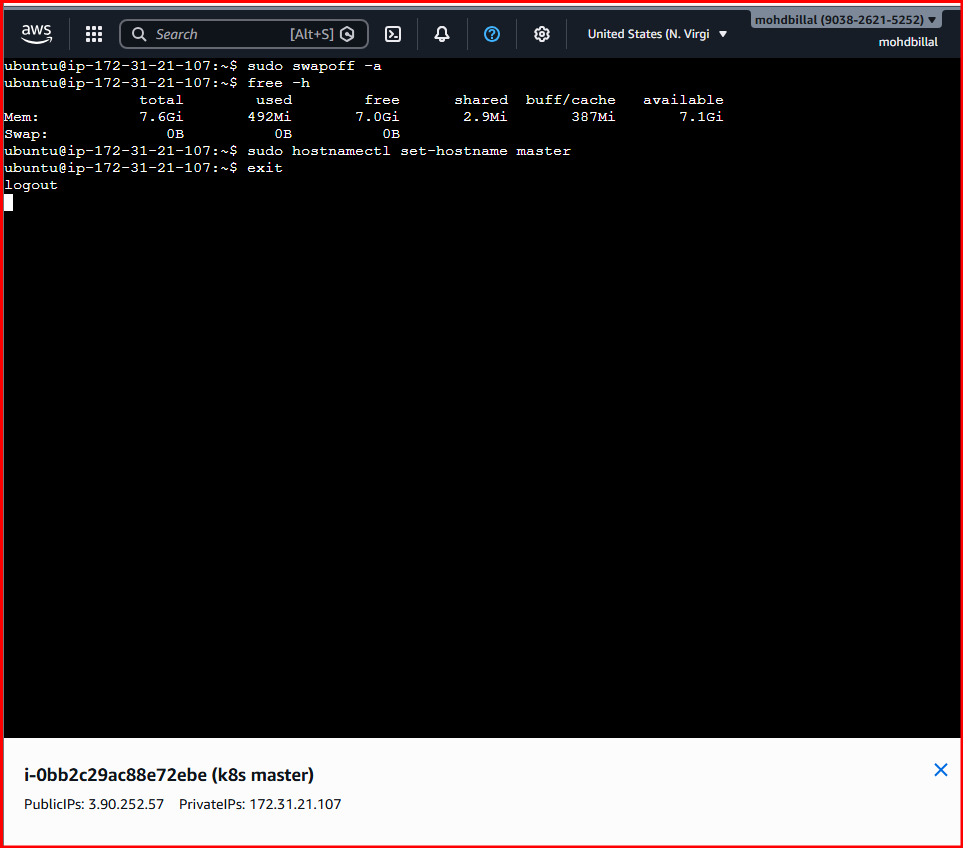 mohdbillal (9038-2621-5252) ▼
aws Search [Alt+S] United States (N. Virgi ▼ mohdbillal
ubuntu@ip-172-31-21-107:~$ sudo swapoff -a
ubuntu@ip-172-31-21-107:~$ free -h
total used free shared buff/cache available
Mem: 7.6Gi 492Mi 7.0Gi 2.9Mi 387Mi 7.1Gi
Swap: 0B 0B 0B
ubuntu@ip-172-31-21-107:~$ sudo hostnamectl set-hostname master
ubuntu@ip-172-31-21-107:~$ exit
logout
i-0bb2c29ac88e72ebe (k8s master)
PublicIPs: 3.90.252.57 PrivateIPs: 172.31.21.107